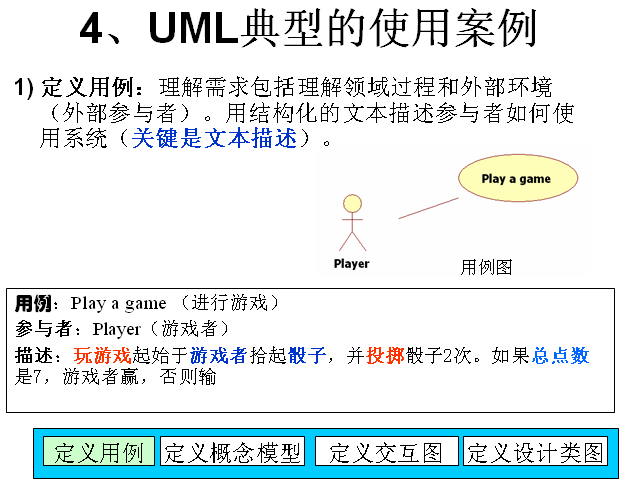 4、UML典型的使用案例
1) 定义用例：理解需求包括理解领域过程和外部环境
（外部参与者）。用结构化的文本描述参与者如何使
用系统（关键是文本描述）。
Play a game
Player
用例图
用例：Play a game （进行游戏）
参与者：Player（游戏者）
描述：玩游戏起始于游戏者拾起骰子，并投掷骰子2次。如果总点数
是7，游戏者赢，否则输
定义用例 定义概念模型 定义交互图 定义设计类图